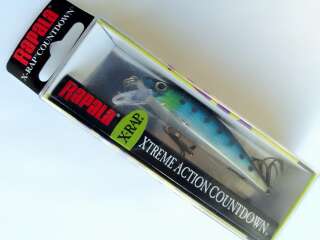 RAPALA
X-RAP COUNTDOWN
RAPALA
X-RAP
XTREME ACTION COUNTDOWN